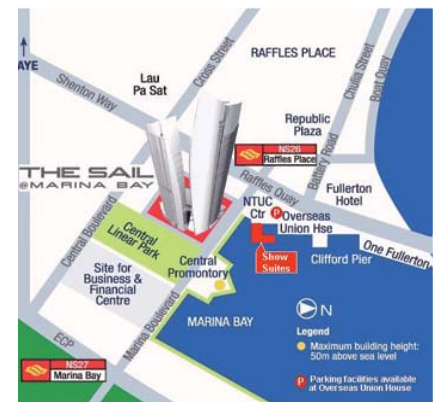 AYE
Shenton Way
Lau
Pa Sat
Cross Street
RAFFLES PLACE
Chulia Street
Boat Quay
Republic
Plaza
NS26
Raffles Place
Battery Road
Raffles Quay
Fullerton
Hotel
THE SAIL
@MARINA BAY
NTUC
Ctr
P
Overseas
Union Hse
One Fullerton
Clifford Pier
Show
Suites
Central Boulevard
Central
Linear Park
Central
Promontory
Site for
Business &
Financial
Centre
Marina Boulevard
MARINA BAY
N
ECP
NS27
Marina Bay
Legend
Maximum building height:
50m above sea level
P
Parking facilities available
at Overseas Union House